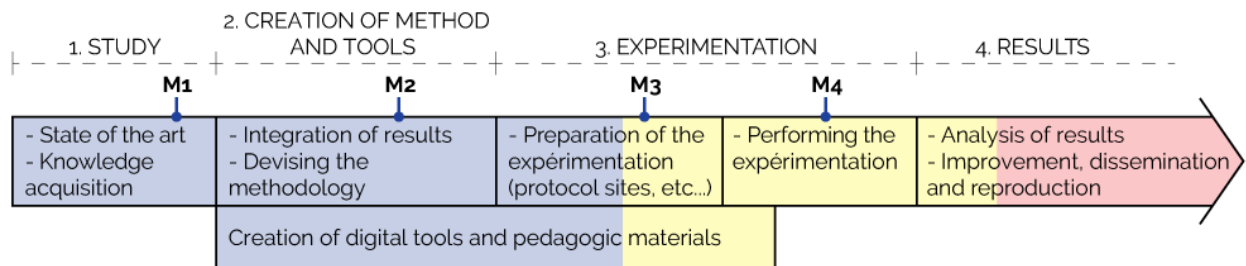 1. STUDY
2. CREATION OF METHOD
AND TOOLS
3. EXPERIMENTATION
4. RESULTS
M1
M2
M3
M4
- State of the art
- Knowledge
acquisition
- Integration of results
- Devising the
methodology
- Preparation of the
expérimentation
(protocol sites, etc...)
- Performing the
expérimentation
- Analysis of results
- Improvement, dissemination
and reproduction
Creation of digital tools and pedagogic materials